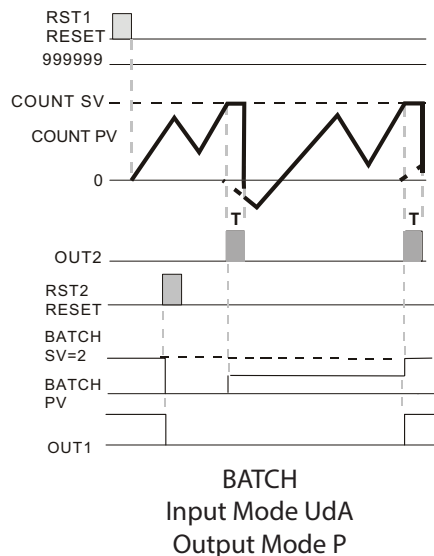 RST1
RESET
999999
COUNT SV
COUNT PV
0
T
T
OUT2
RST2
RESET
BATCH
SV=2
BATCH
PV
OUT1
BATCH
Input Mode UdA
Output Mode P